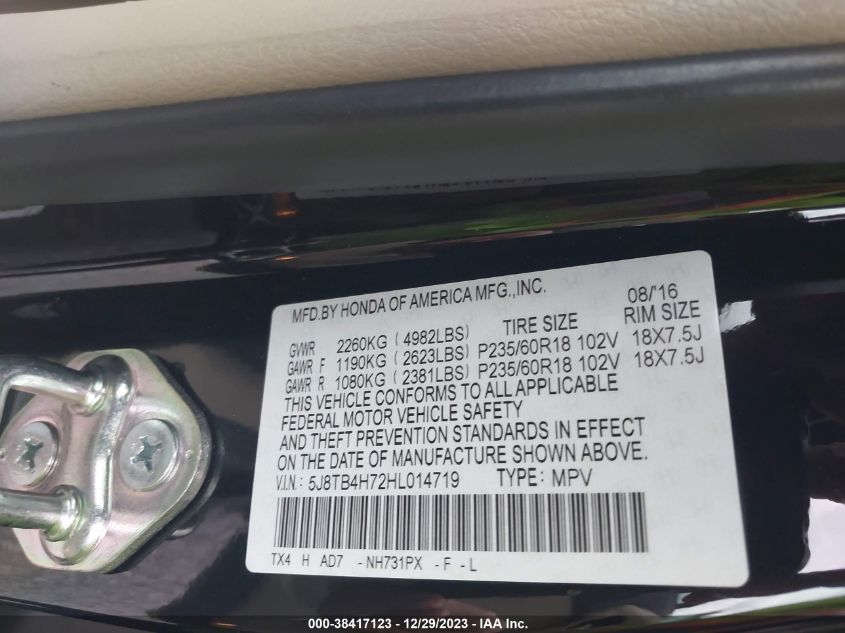 MFD.BY HONDA OF AMERICA MFG.,INC. 08/'16
GVWR 2260KG ( 4982LBS) TIRE SIZE RIM SIZE
GAWR F 1190KG ( 2623LBS) P235/60R18 102V 18X7.5J
GAWR R 1080KG ( 2381LBS) P235/60R18 102V 18X7.5J
THIS VEHICLE CONFORMS TO ALL APPLICABLE
FEDERAL MOTOR VEHICLE SAFETY
AND THEFT PREVENTION STANDARDS IN EFFECT
ON THE DATE OF MANUFACTURE SHOWN ABOVE.
V.I.N: 5J8TB4H72HL014719 TYPE: MPV
TX4 H AD7 -NH731PX -F -L
000-38417123 - 12/29/2023 - IAA Inc.